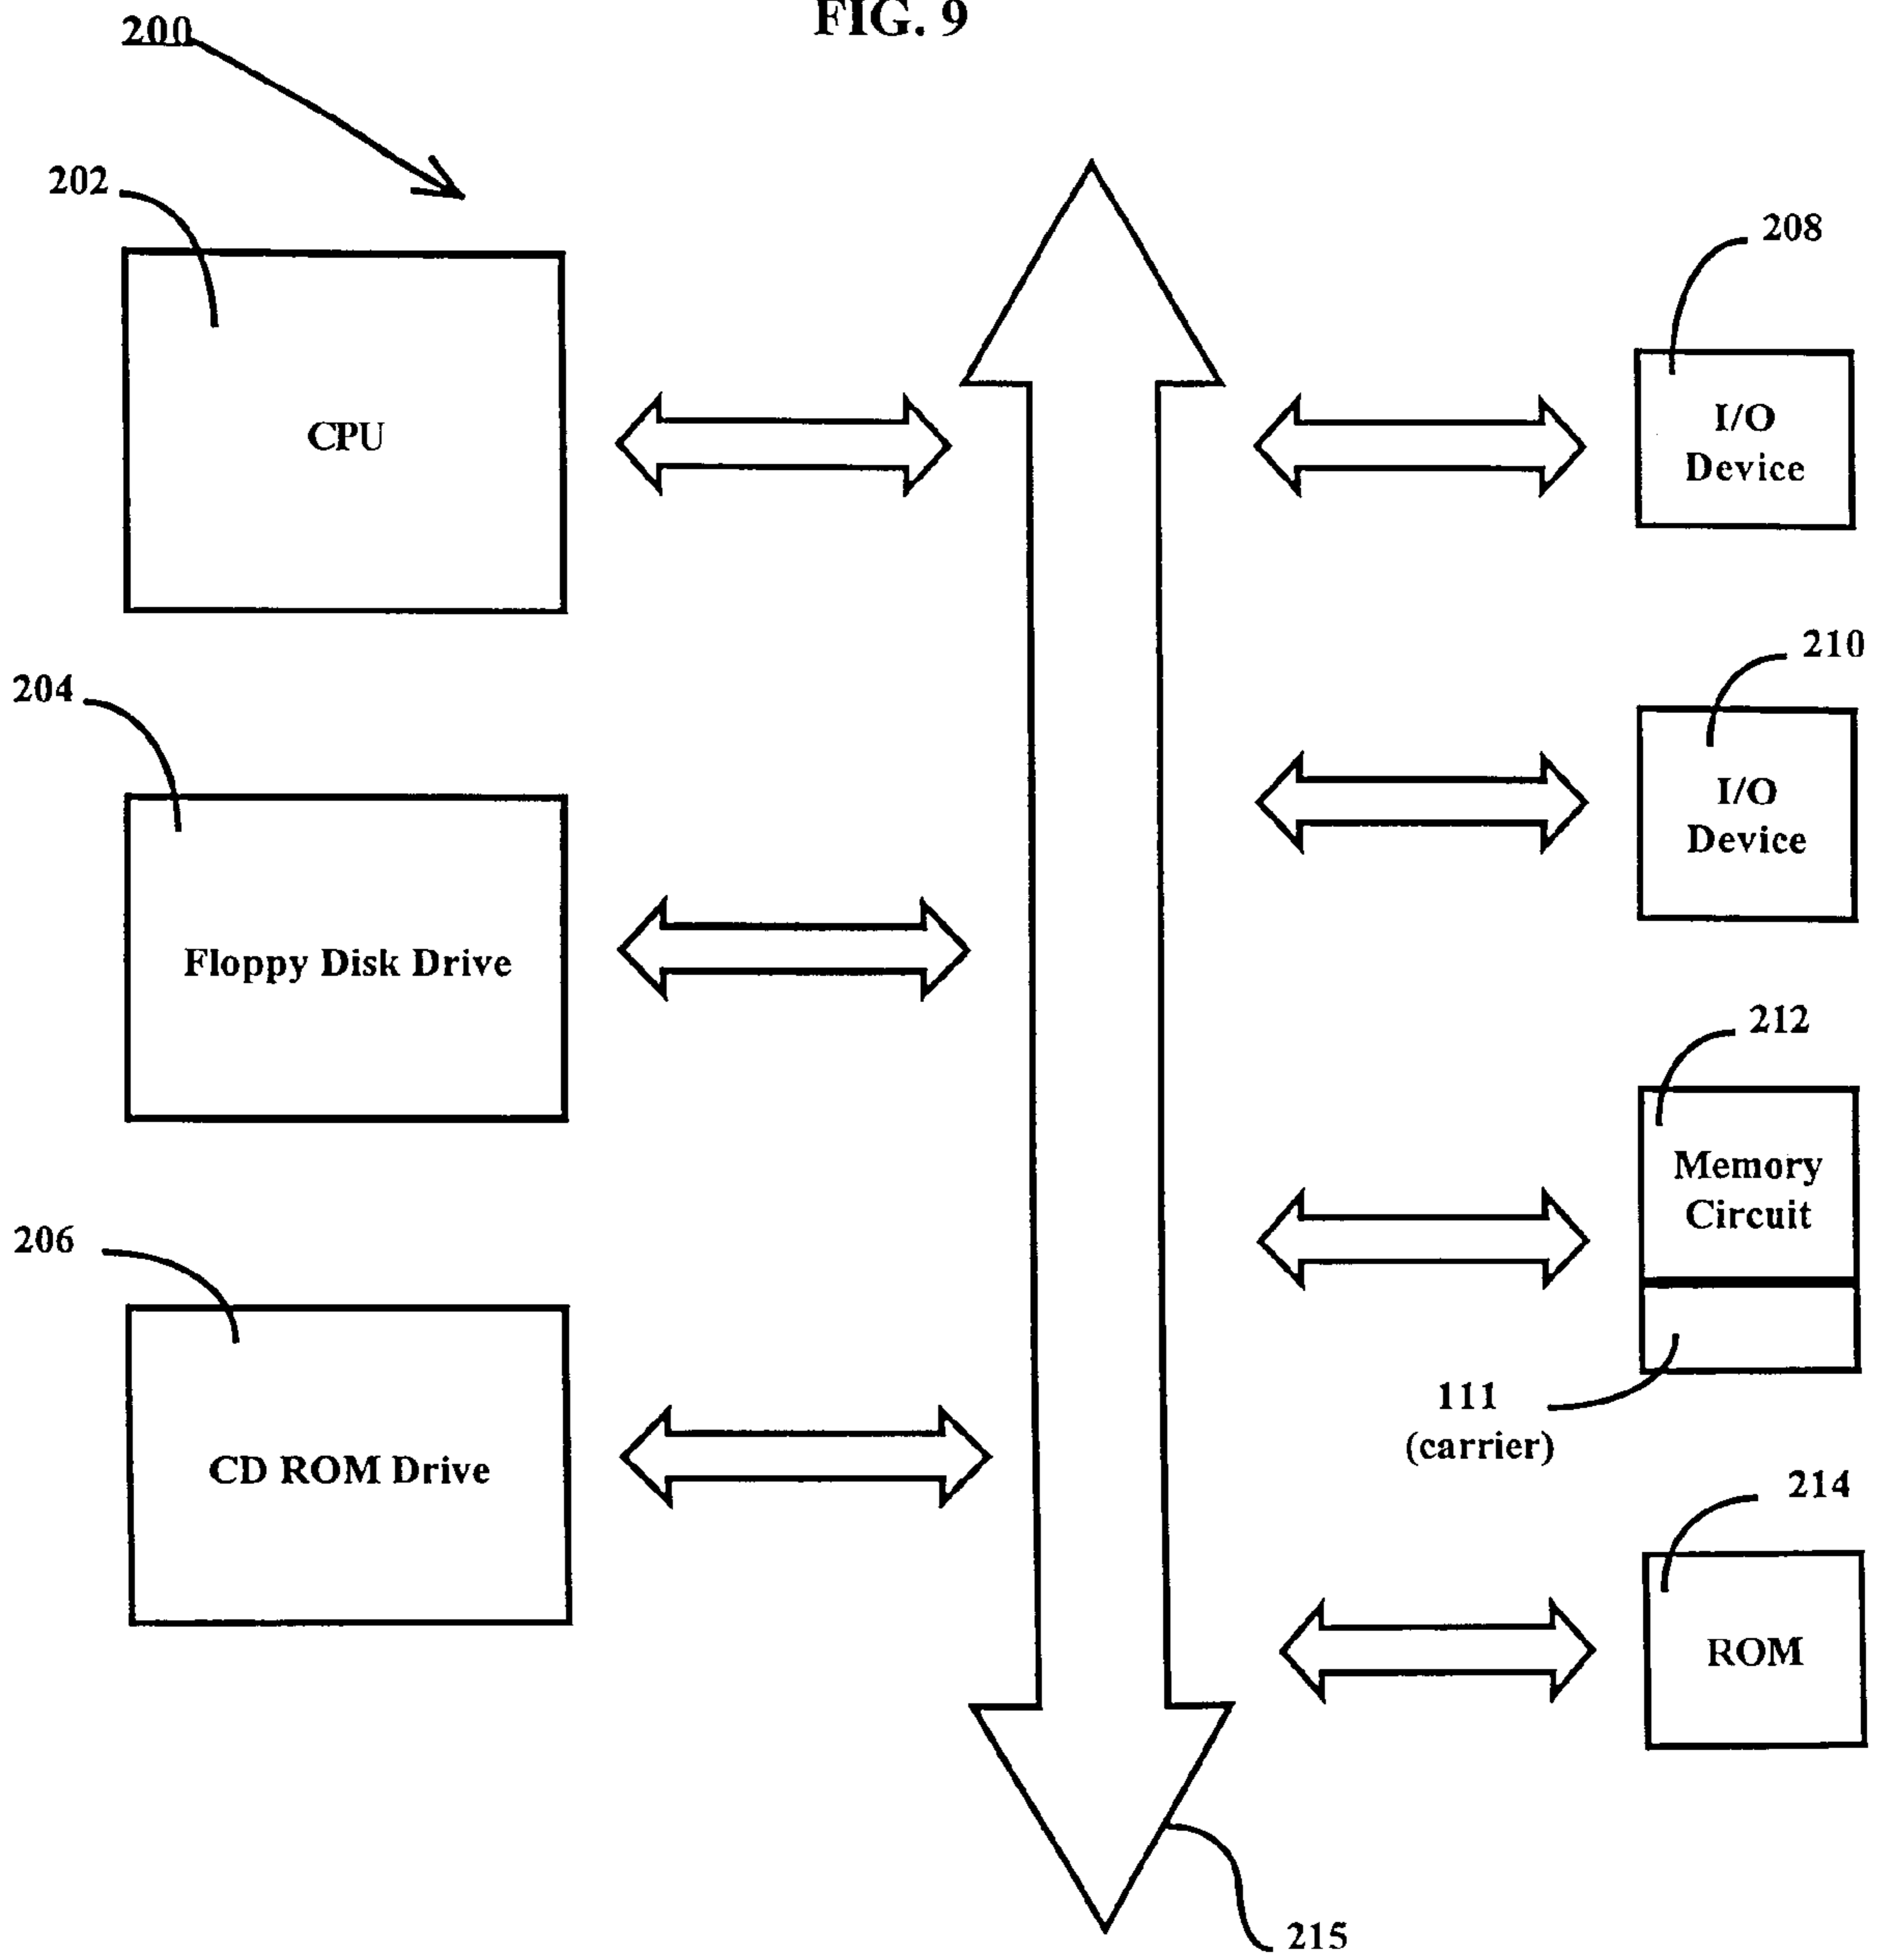 FIG. 9
200
202
CPU
208
I/O
Device
204
Floppy Disk Drive
210
I/O
Device
212
Memory
Circuit
206
CD ROM Drive
111
(carrier)
214
ROM
215